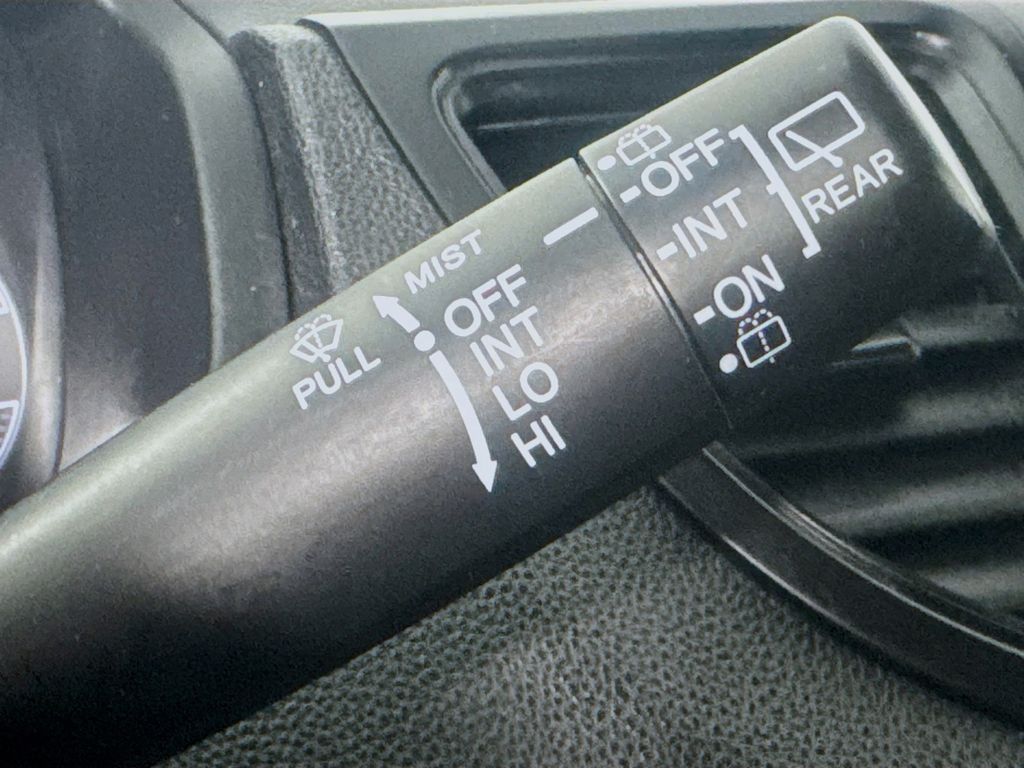 MIST
OFF
INT
LO
HI
PULL
-OFF
-INT
-ON
REAR